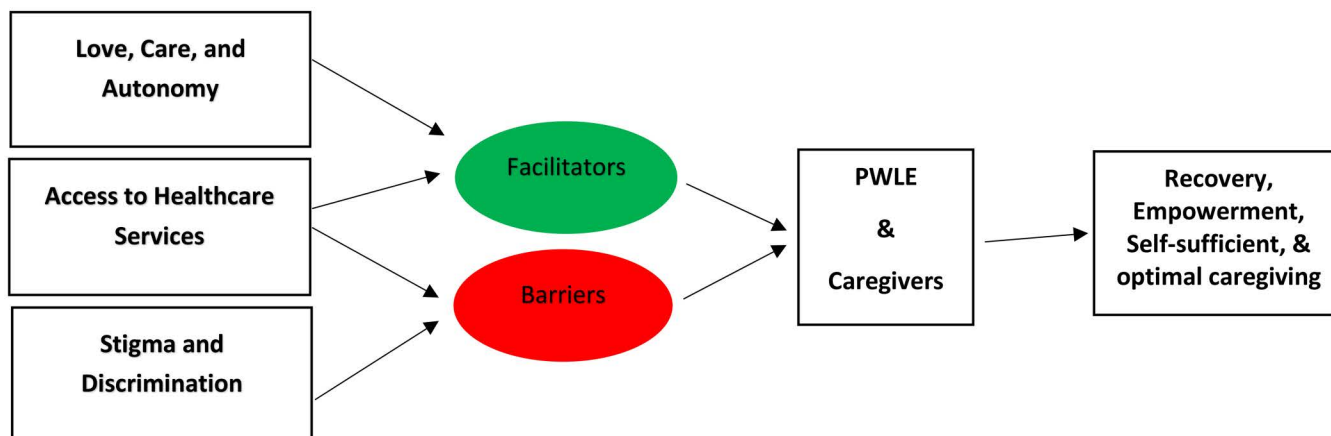 Love, Care, and
Autonomy
Access to Healthcare
Services
Stigma and
Discrimination
Facilitators
Barriers
PWLE
&
Caregivers
Recovery,
Empowerment,
Self-sufficient, &
optimal caregiving